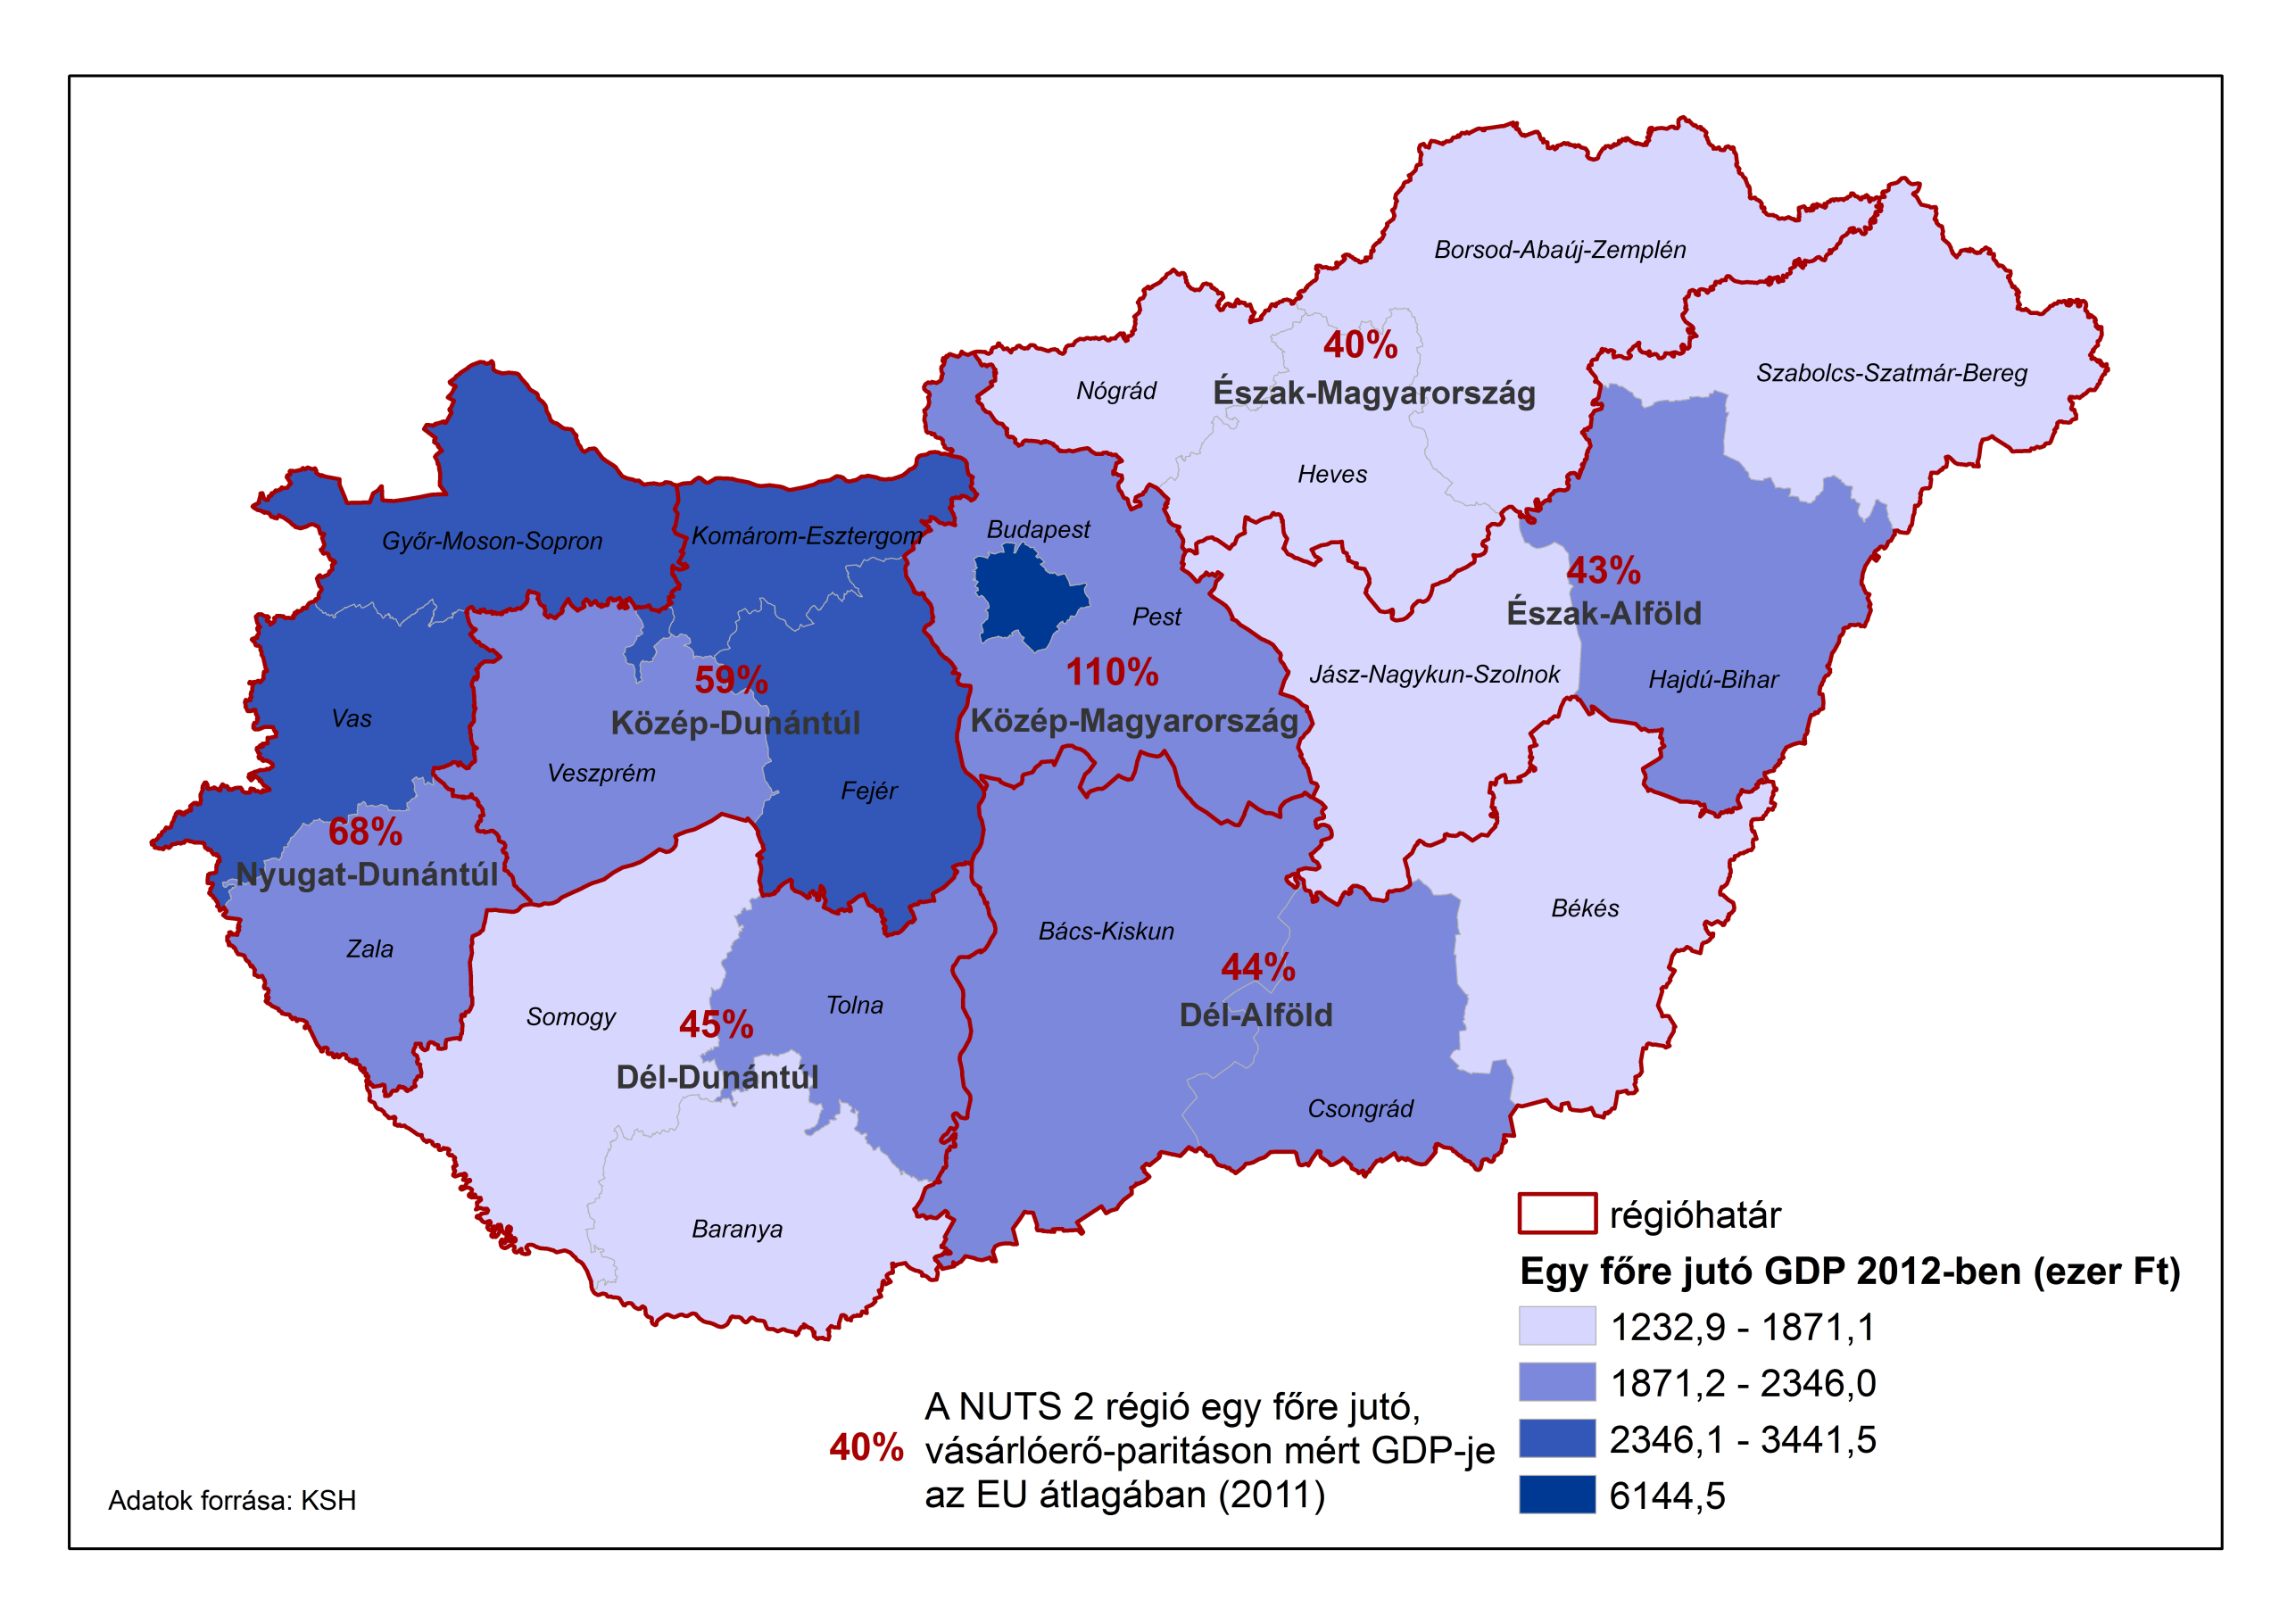 Borsod-Abaúj-Zemplén
40%
Észak-Magyarország
Szabolcs-Szatmár-Bereg
Nógrád
Heves
Budapest
Győr-Moson-Sopron
Komárom-Esztergom
43%
Észak-Alföld
Pest
110%
Közép-Magyarország
59%
Közép-Dunántúl
Jász-Nagykun-Szolnok
Hajdú-Bihar
Vas
Veszprém
Fejér
68%
Nyugat-Dunántúl
Békés
Bács-Kiskun
Zala
44%
Dél-Alföld
Tolna
Somogy
45%
Dél-Dunántúl
Csongrád
Baranya
régióhatár
Egy főre jutó GDP 2012-ben (ezer Ft)
1232,9 - 1871,1
1871,2 - 2346,0
2346,1 - 3441,5
6144,5
40%
A NUTS 2 régió egy főre jutó,
vásárlóerő-paritáson mért GDP-je
az EU átlagában (2011)
Adatok forrása: KSH